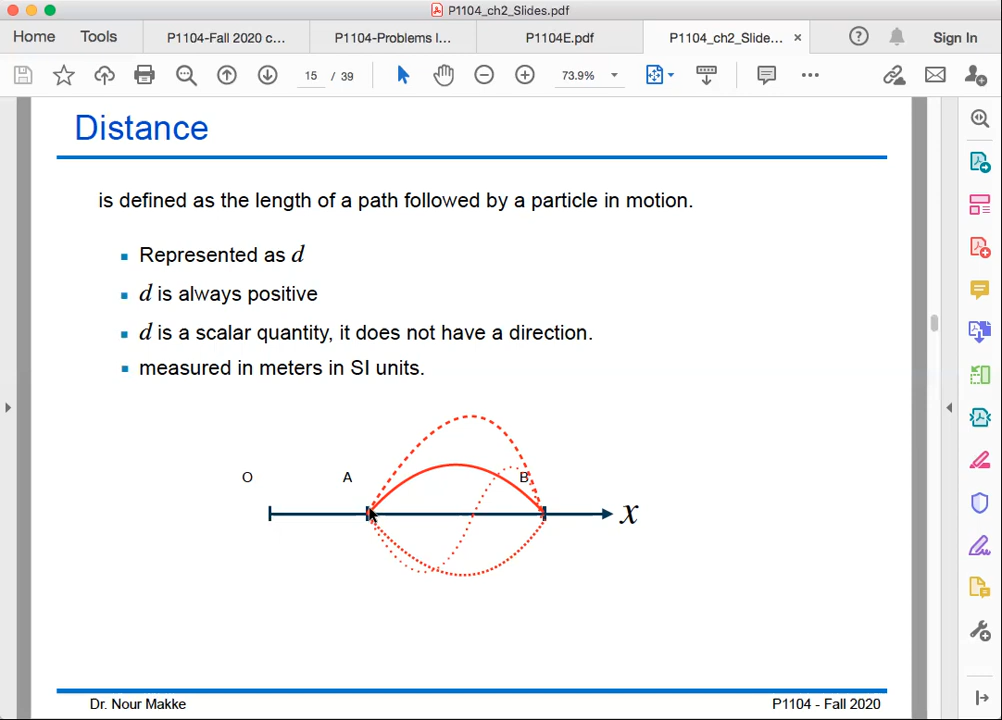 P1104_ch2_Slides.pdf
Home Tools P1104-Fall 2020 c... P1104-Problems I... P1104E.pdf P1104_ch2_Slide... × Sign In
15 / 39 73.9%
Distance
is defined as the length of a path followed by a particle in motion.
▪ Represented as d
▪ d is always positive
▪ d is a scalar quantity, it does not have a direction.
▪ measured in meters in SI units.
O A B
x
Dr. Nour Makke P1104 - Fall 2020